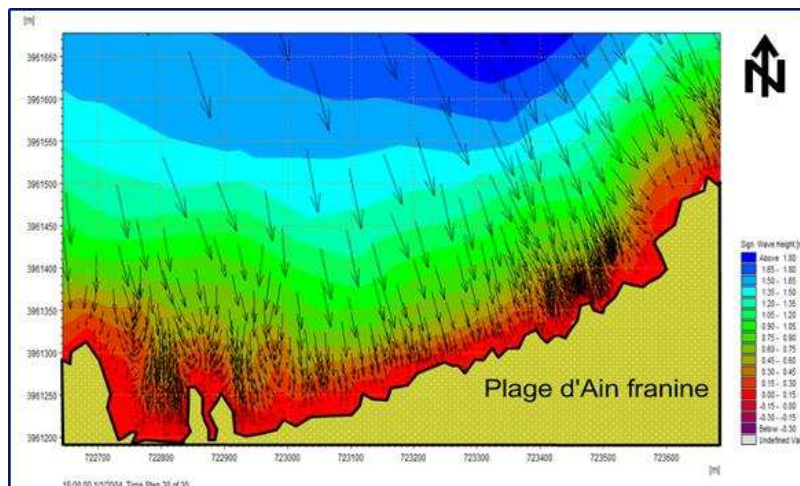 [m]
3961650
3961600
3961550
3961500
3961450
3961400
3961350
3961300
3961250
3961200
722700 722800 722900 723000 723100 723200 723300 723400 723500 723600
[m]
Plage d'Ain franine
N
Sign. Wave Height [m]
Above 1.80
1.65 - 1.80
1.50 - 1.65
1.35 - 1.50
1.20 - 1.35
1.05 - 1.20
0.90 - 1.05
0.75 - 0.90
0.60 - 0.75
0.45 - 0.60
0.30 - 0.45
0.15 - 0.30
0.00 - 0.15
-0.15 - 0.00
-0.30 - -0.15
Below -0.30
Undefined Val
Time Step 30 of 30